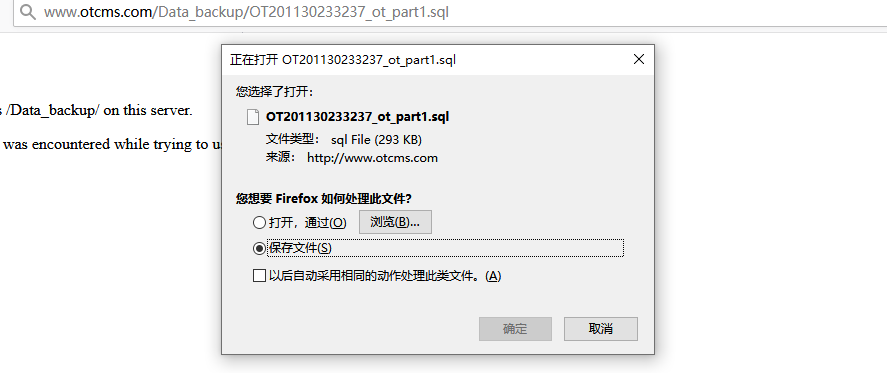 www.otcms.com/Data_backup/OT201130233237_ot_part1.sql
正在打开 OT201130233237_ot_part1.sql
您选择了打开:
s /Data_backup/ on this server.
OT201130233237_ot_part1.sql
文件类型: sql File (293 KB)
was encountered while trying to us
来源: http://www.otcms.com
您想要 Firefox 如何处理此文件?
打开，通过(O) 浏览(B)...
保存文件(S)
以后自动采用相同的动作处理此类文件。(A)
确定 取消